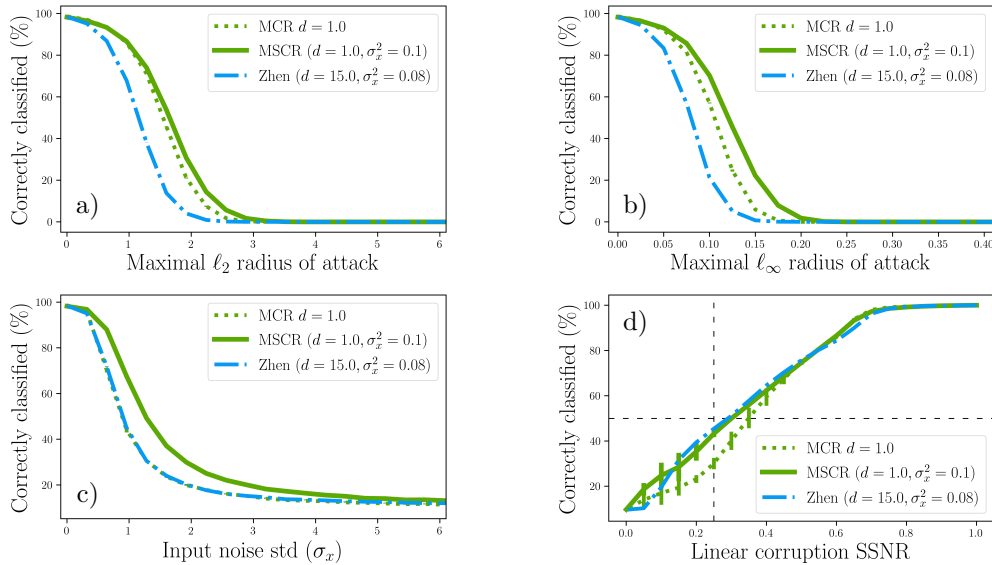 100
80
60
40
20
0
Correctly classified (%)
MCR d = 1.0
MSCR (d = 1.0, σ²ₓ = 0.1)
Zhen (d = 15.0, σ²ₓ = 0.08)
a)
0 1 2 3 4 5 6
Maximal ℓ₂ radius of attack
100
80
60
40
20
0
Correctly classified (%)
MCR d = 1.0
MSCR (d = 1.0, σ²ₓ = 0.1)
Zhen (d = 15.0, σ²ₓ = 0.08)
b)
0.00 0.05 0.10 0.15 0.20 0.25 0.30 0.35 0.40
Maximal ℓ∞ radius of attack
100
80
60
40
20
Correctly classified (%)
MCR d = 1.0
MSCR (d = 1.0, σ²ₓ = 0.1)
Zhen (d = 15.0, σ²ₓ = 0.08)
c)
0 1 2 3 4 5 6
Input noise std (σₓ)
100
80
60
40
20
Correctly classified (%)
d)
MCR d = 1.0
MSCR (d = 1.0, σ²ₓ = 0.1)
Zhen (d = 15.0, σ²ₓ = 0.08)
0.0 0.2 0.4 0.6 0.8 1.0
Linear corruption SSNR